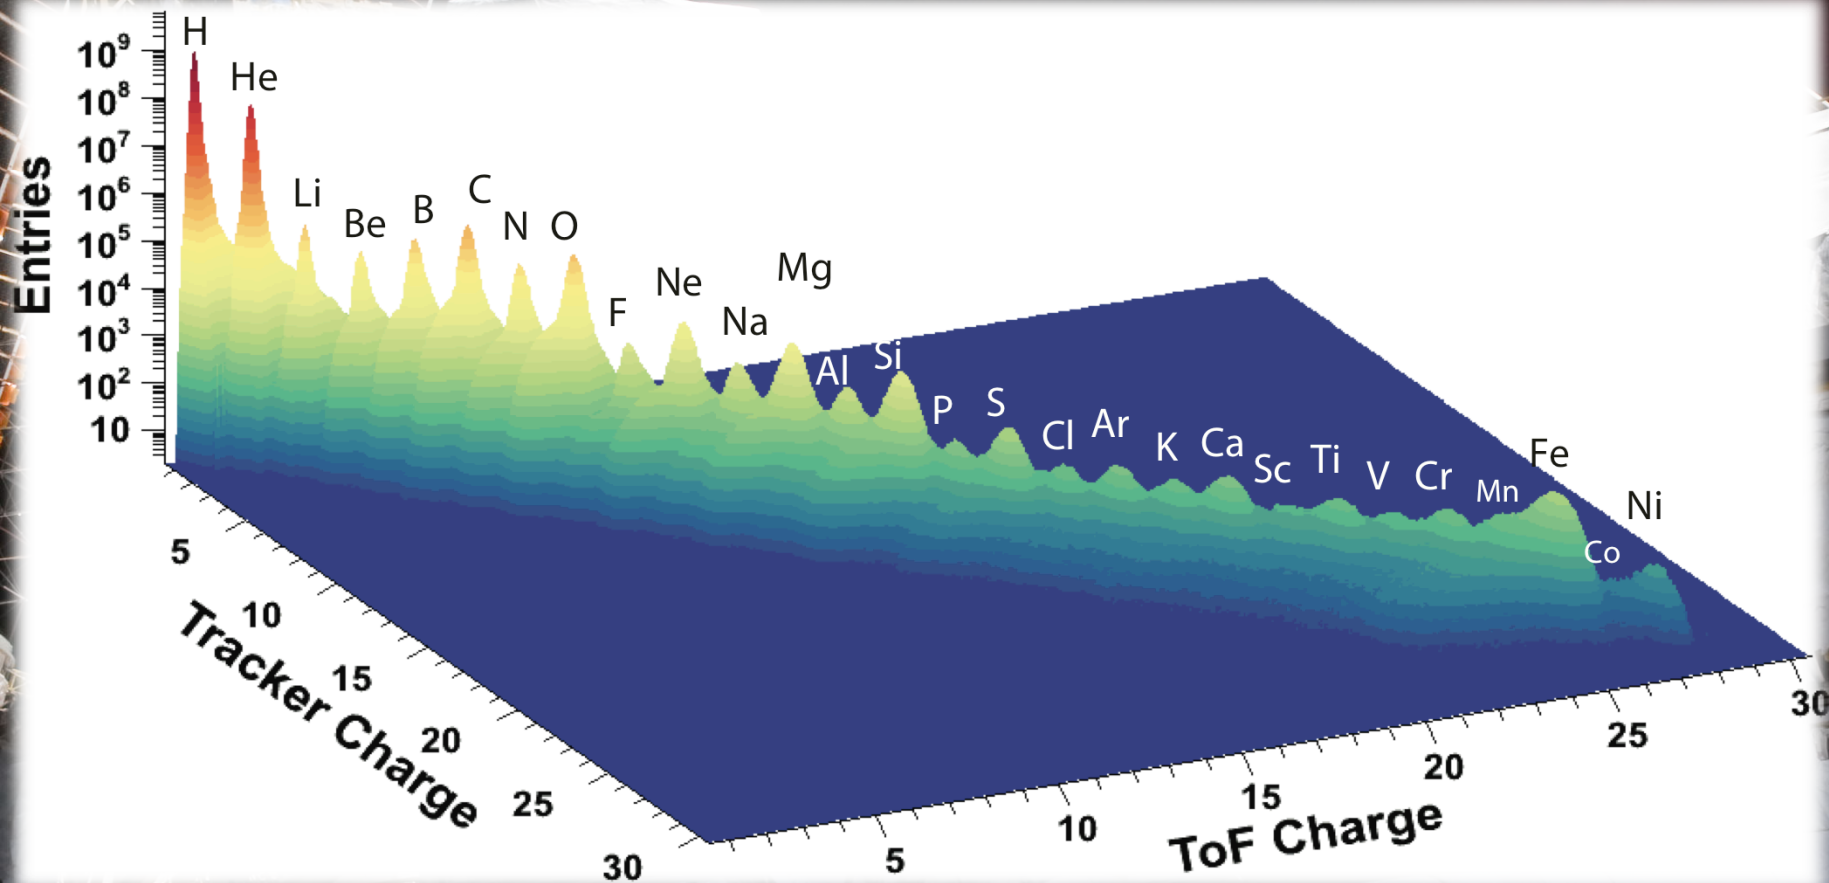 Entries
10⁹
10⁸
10⁷
10⁶
10⁵
10⁴
10³
10²
10
H
He
Li
Be
B
C
N
O
F
Ne
Na
Mg
Al
Si
P
S
Cl
Ar
K
Ca
Sc
Ti
V
Cr
Mn
Fe
Co
Ni
5
10
15
20
25
30
Tracker Charge
5
10
15
20
25
30
ToF Charge